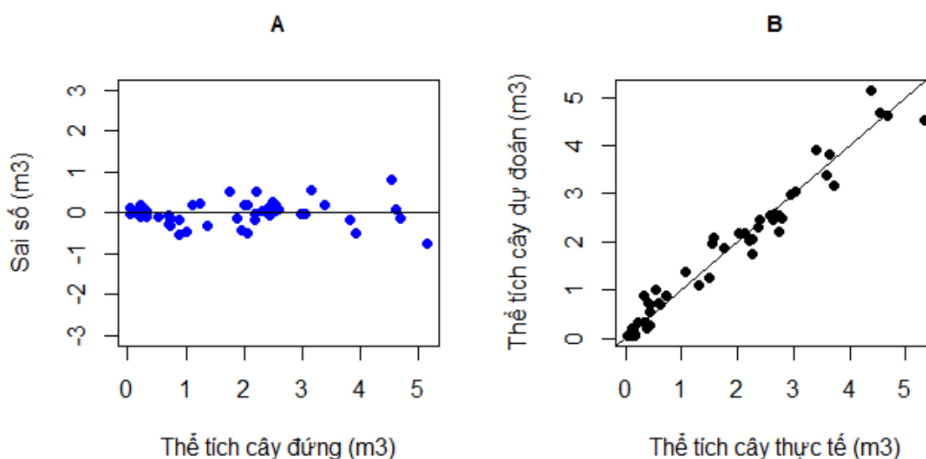 A
B
Sai số (m3)
3
2
1
0
-1
-2
-3
0 1 2 3 4 5
Thể tích cây đứng (m3)
Thể tích cây dự đoán (m3)
5
4
3
2
1
0
0 1 2 3 4 5
Thể tích cây thực tế (m3)